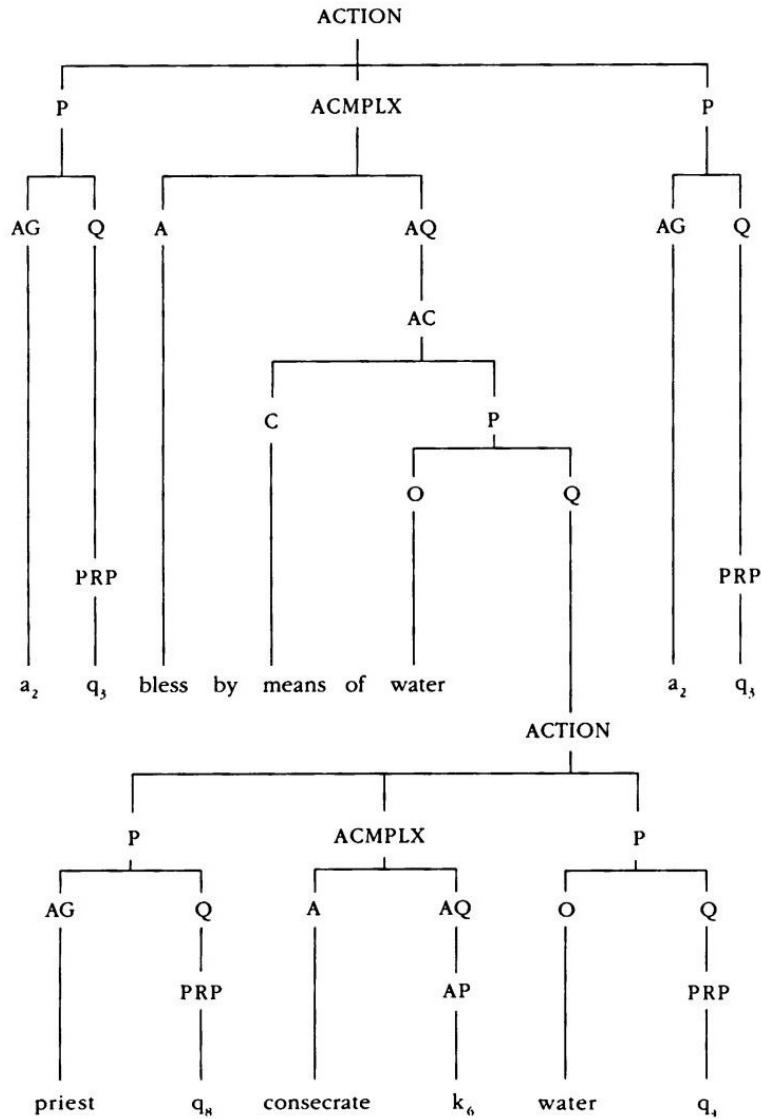 ACTION
P ACMPLX P
AG Q A AQ AG Q
AC
C P
O Q
PRP PRP
a₂ q₃ bless by means of water a₂ q₃
ACTION
P ACMPLX P
AG Q A AQ O Q
PRP AP PRP
priest q₈ consecrate k₆ water q₄